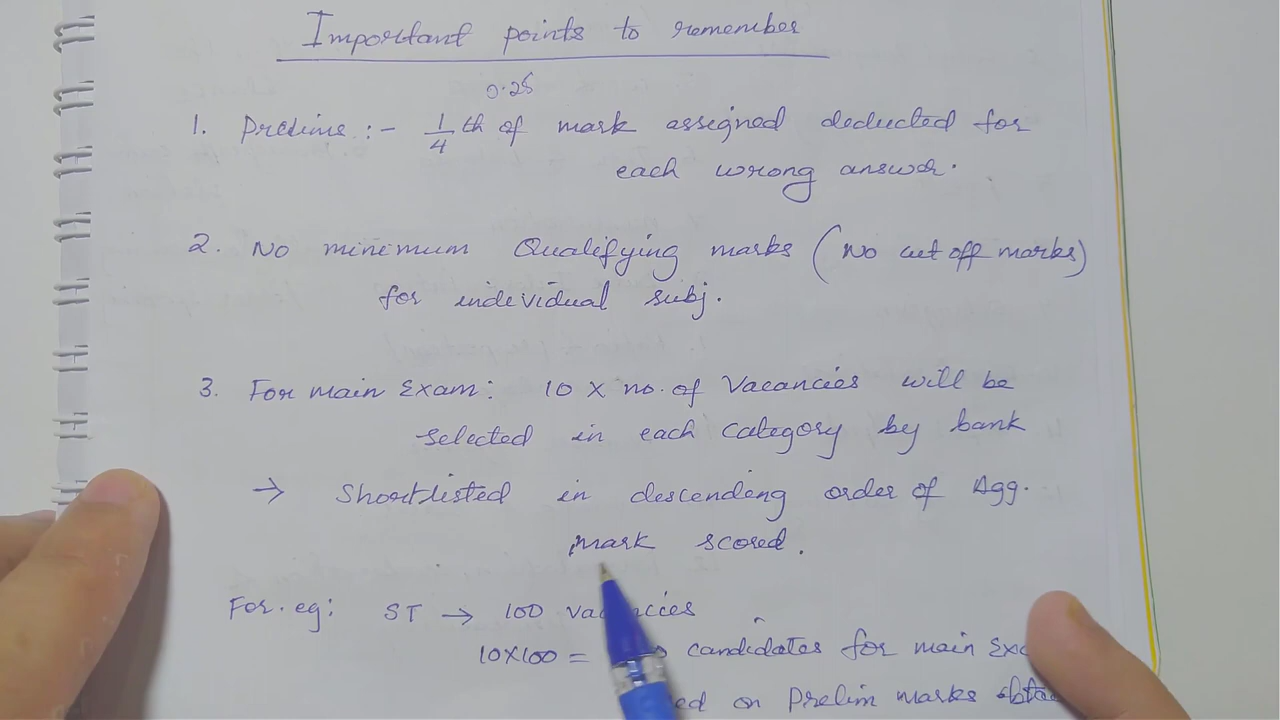 Important points to remember
0.25
1. Prelims :- 1/4 th of mark assigned deducted for
each wrong answer.
2. No minimum Qualifying marks (No cut off marks)
for individual subj.
3. For main Exam: 10 X no. of Vacancies will be
selected in each category by bank
→ Shortlisted in descending order of Agg.
mark scored.
For. eg: ST → 100 vacancies
10X100 = candidates for main
on Prelim marks